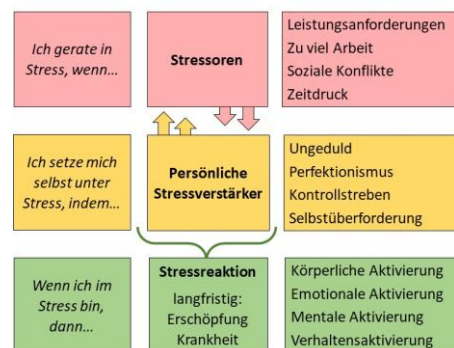 Ich gerate in
Stress, wenn…
Stressoren
Leistungsanforderungen
Zu viel Arbeit
Soziale Konflikte
Zeitdruck
Ich setze mich
selbst unter
Stress, indem…
Persönliche
Stressverstärker
Ungeduld
Perfektionismus
Kontrollstreben
Selbstüberforderung
Wenn ich im
Stress bin,
dann…
Stressreaktion
langfristig:
Erschöpfung
Krankheit
Körperliche Aktivierung
Emotionale Aktivierung
Mentale Aktivierung
Verhaltensaktivierung